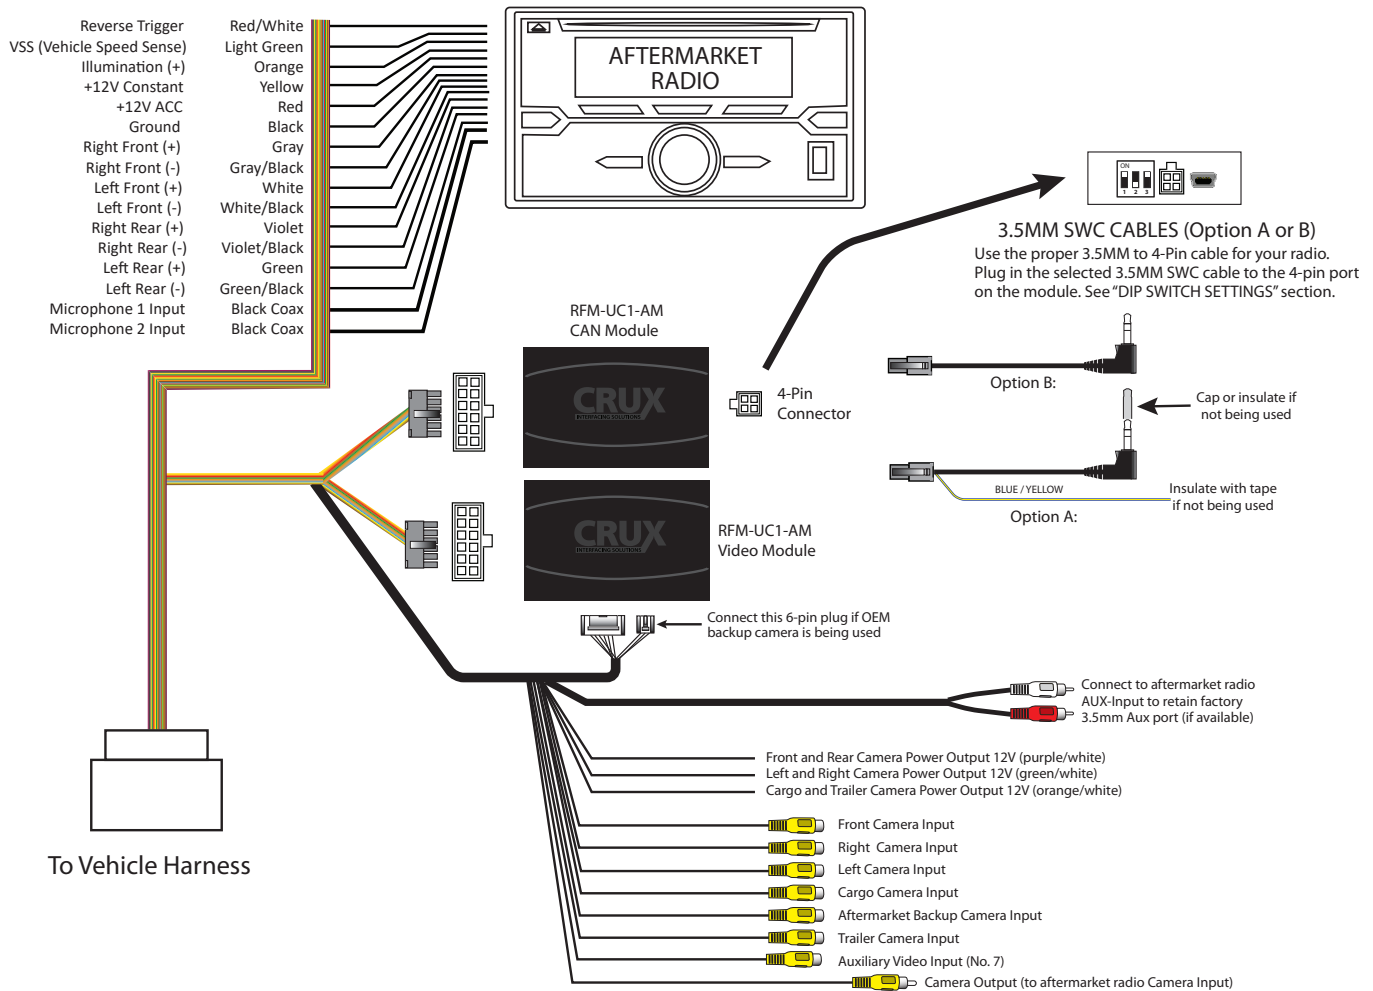 Reverse Trigger Red/White
VSS (Vehicle Speed Sense) Light Green
Illumination (+) Orange
+12V Constant Yellow
+12V ACC Red
Ground Black
Right Front (+) Gray
Right Front (-) Gray/Black
Left Front (+) White
Left Front (-) White/Black
Right Rear (+) Violet
Right Rear (-) Violet/Black
Left Rear (+) Green
Left Rear (-) Green/Black
Microphone 1 Input Black Coax
Microphone 2 Input Black Coax
AFTERMARKET
RADIO
ON
1 2 3
3.5MM SWC CABLES (Option A or B)
Use the proper 3.5MM to 4-Pin cable for your radio.
Plug in the selected 3.5MM SWC cable to the 4-pin port
on the module. See “DIP SWITCH SETTINGS” section.
RFM-UC1-AM
CAN Module
CRUX
INTERFACING SOLUTIONS
4-Pin
Connector
Option B:
Cap or insulate if
not being used
BLUE / YELLOW
Option A:
Insulate with tape
if not being used
CRUX
INTERFACING SOLUTIONS
RFM-UC1-AM
Video Module
Connect this 6-pin plug if OEM
backup camera is being used
Connect to aftermarket radio
AUX-Input to retain factory
3.5mm Aux port (if available)
Front and Rear Camera Power Output 12V (purple/white)
Left and Right Camera Power Output 12V (green/white)
Cargo and Trailer Camera Power Output 12V (orange/white)
Front Camera Input
Right Camera Input
Left Camera Input
Cargo Camera Input
Aftermarket Backup Camera Input
Trailer Camera Input
Auxiliary Video Input (No. 7)
Camera Output (to aftermarket radio Camera Input)
To Vehicle Harness